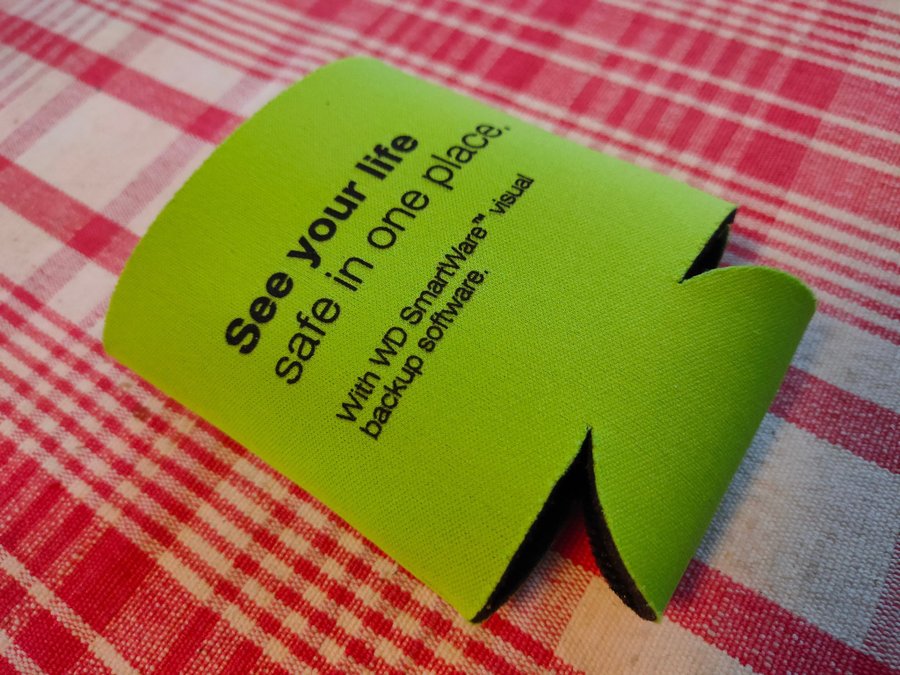 See your life
safe in one place.
With WD SmartWare™ visual
backup software.